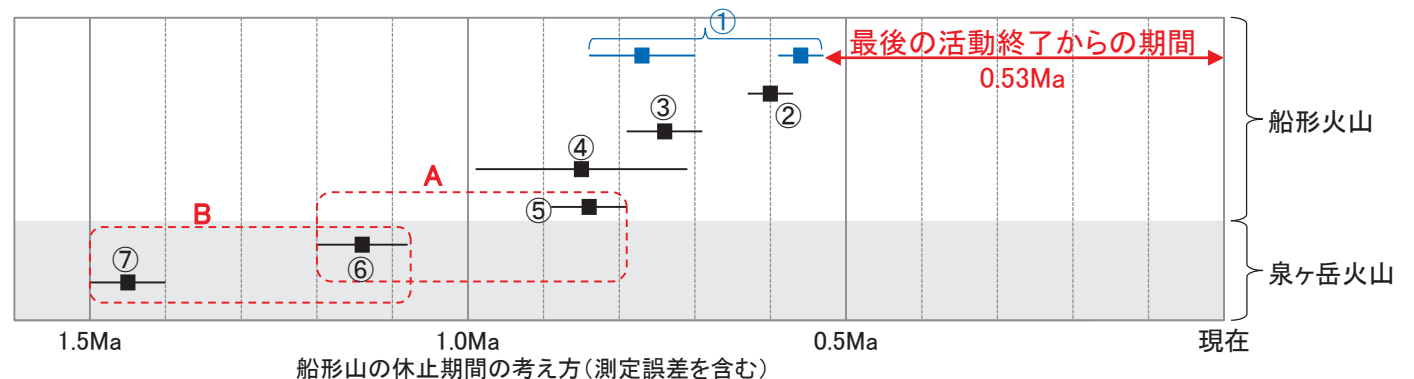 ①
最後の活動終了からの期間
0.53Ma
②
③
船形火山
④
A
⑤
B
⑥
⑦
泉ヶ岳火山
1.5Ma
1.0Ma
0.5Ma
現在
船形山の休止期間の考え方(測定誤差を含む)